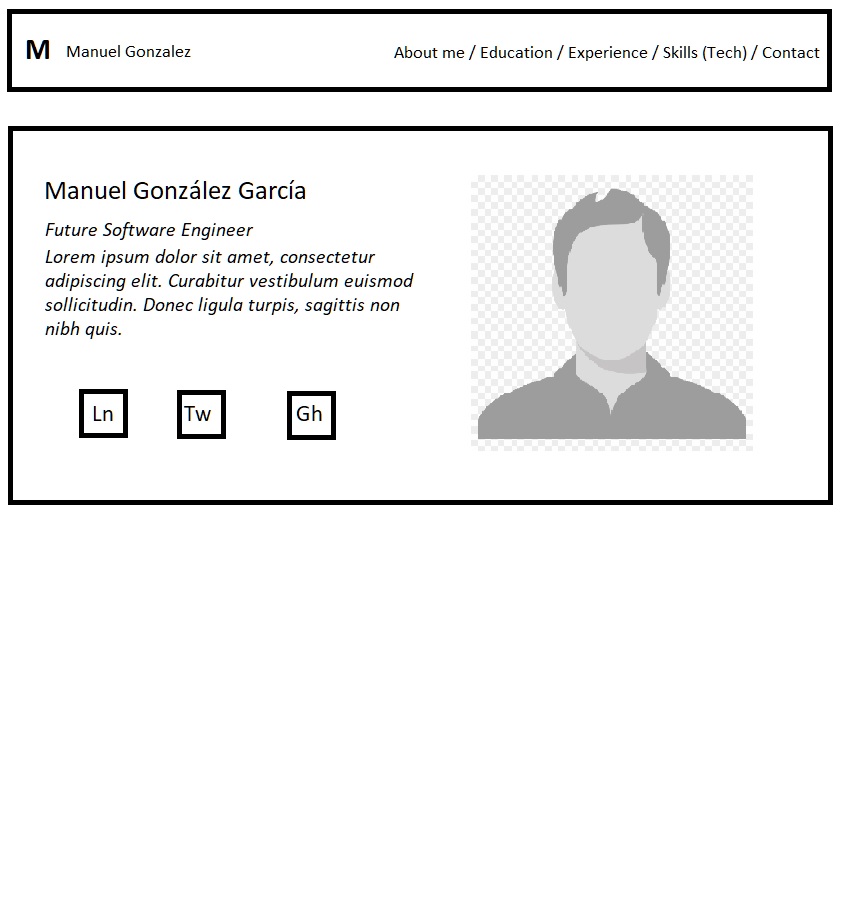 M Manuel Gonzalez About me / Education / Experience / Skills (Tech) / Contact
Manuel González García
Future Software Engineer
Lorem ipsum dolor sit amet, consectetur
adipiscing elit. Curabitur vestibulum euismod
sollicitudin. Donec ligula turpis, sagittis non
nibh quis.
Ln Tw Gh